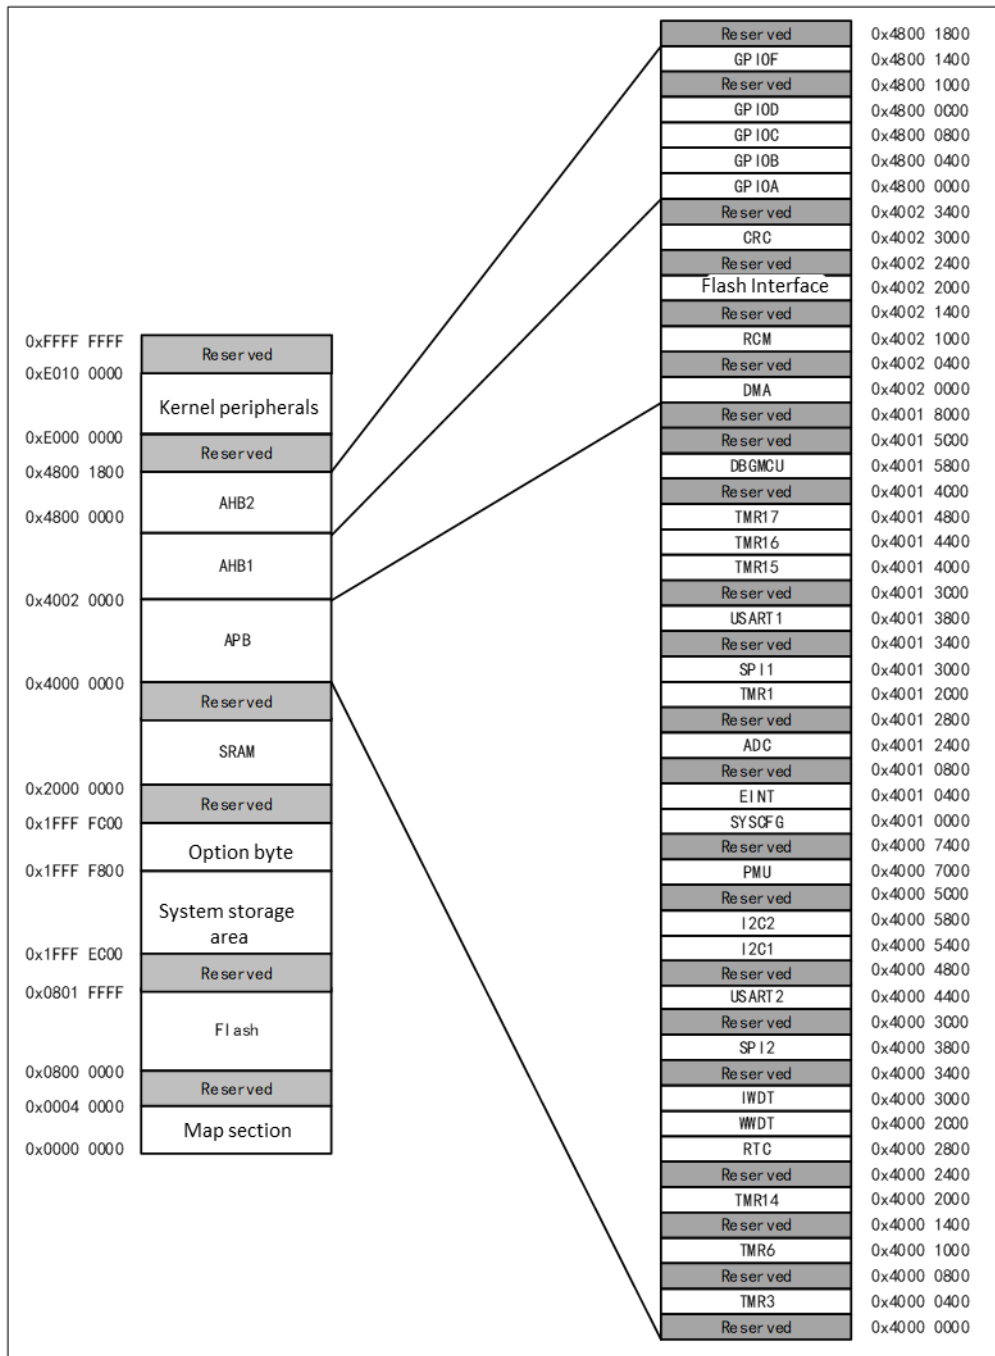 0xFFFF FFFF
Reserved
0xE010 0000
Kernel peripherals
0xE000 0000
Reserved
0x4800 1800
AHB2
0x4800 0000
AHB1
0x4002 0000
APB
0x4000 0000
Reserved
SRAM
0x2000 0000
Reserved
0x1FFF FC00
Option byte
0x1FFF F800
System storage
area
0x1FFF EC00
Reserved
0x0801 FFFF
Flash
0x0800 0000
Reserved
0x0004 0000
Map section
0x0000 0000
Reserved 0x4800 1800
GPIOF 0x4800 1400
Reserved 0x4800 1000
GPIOD 0x4800 0C00
GPIOC 0x4800 0800
GPIOB 0x4800 0400
GPIOA 0x4800 0000
Reserved 0x4002 3400
CRC 0x4002 3000
Reserved 0x4002 2400
Flash Interface 0x4002 2000
Reserved 0x4002 1400
RCM 0x4002 1000
Reserved 0x4002 0400
DMA 0x4002 0000
Reserved 0x4001 8000
Reserved 0x4001 5C00
DBGMCU 0x4001 5800
Reserved 0x4001 4C00
TMR17 0x4001 4800
TMR16 0x4001 4400
TMR15 0x4001 4000
Reserved 0x4001 3C00
USART1 0x4001 3800
Reserved 0x4001 3400
SPI1 0x4001 3000
TMR1 0x4001 2C00
Reserved 0x4001 2800
ADC 0x4001 2400
Reserved 0x4001 0800
EINT 0x4001 0400
SYSCFG 0x4001 0000
Reserved 0x4000 7400
PMU 0x4000 7000
Reserved 0x4000 5C00
I2C2 0x4000 5800
I2C1 0x4000 5400
Reserved 0x4000 4800
USART2 0x4000 4400
Reserved 0x4000 3C00
SPI2 0x4000 3800
Reserved 0x4000 3400
IWDT 0x4000 3000
WWDT 0x4000 2C00
RTC 0x4000 2800
Reserved 0x4000 2400
TMR14 0x4000 2000
Reserved 0x4000 1400
TMR6 0x4000 1000
Reserved 0x4000 0800
TMR3 0x4000 0400
Reserved 0x4000 0000